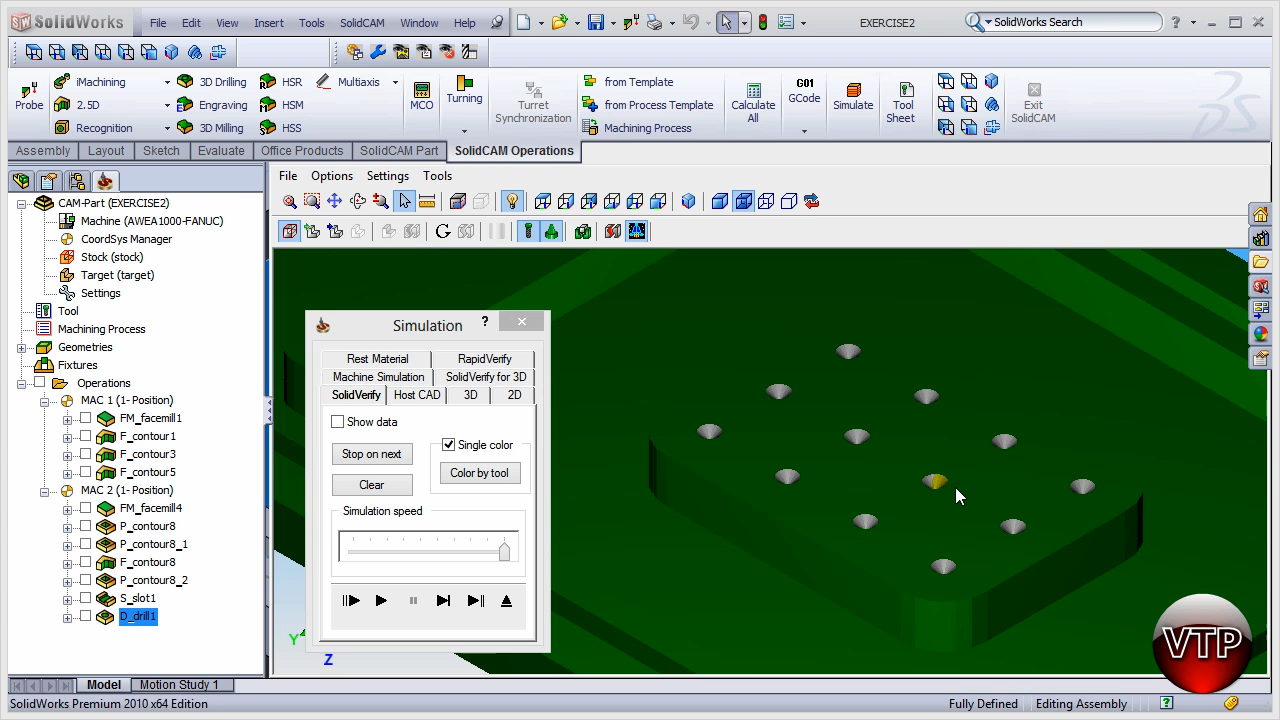 SW SolidWorks File Edit View Insert Tools SolidCAM Window Help EXERCISE2 SolidWorks Search ?
Probe iMachining 3D Drilling HSR Multiaxis MCO Turning Turret Synchronization from Template Calculate All G01 GCode Simulate Tool Sheet Exit SolidCAM
2.5D Engraving HSM from Process Template
Recognition 3D Milling HSS Machining Process
Assembly Layout Sketch Evaluate Office Products SolidCAM Part SolidCAM Operations
File Options Settings Tools
CAM-Part (EXERCISE2)
Machine (AWEA1000-FANUC)
CoordSys Manager
Stock (stock)
Target (target)
Settings
Tool
Machining Process
Geometries
Fixtures
Operations
MAC 1 (1- Position)
FM_facemill1
F_contour1
F_contour3
F_contour5
MAC 2 (1- Position)
FM_facemill4
P_contour8
P_contour8_1
F_contour8
P_contour8_2
S_slot1
D_drill1
Simulation ?
Rest Material RapidVerify
Machine Simulation SolidVerify for 3D
SolidVerify Host CAD 3D 2D
Show data
Stop on next Single color
Clear Color by tool
Simulation speed
Y
Z
VTP
Model Motion Study 1
SolidWorks Premium 2010 x64 Edition Fully Defined Editing Assembly ?